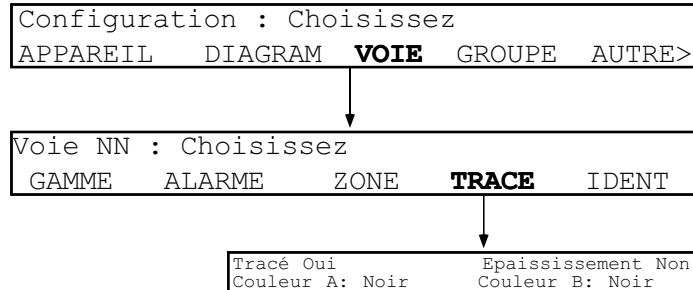 Configuration : Choisissez
APPAREIL DIAGRAM VOIE GROUPE AUTRE>
Voie NN : Choisissez
GAMME ALARME ZONE TRACE IDENT
Tracé Oui Epaississement Non
Couleur A: Noir Couleur B: Noir